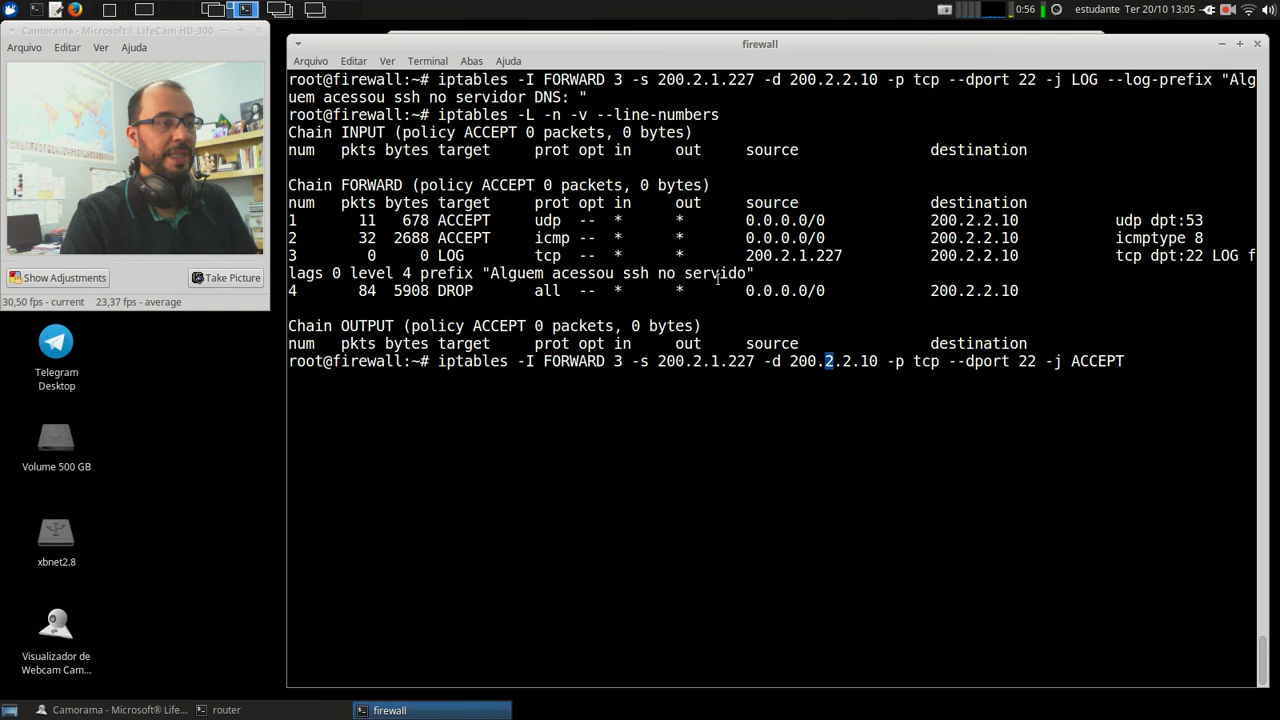 0:56 estudante Ter 20/10 13:05
Camorama - Microsoft® LifeCam HD-300
Arquivo Editar Ver Ajuda
Show Adjustments Take Picture
30,50 fps - current 23,37 fps - average
Telegram
Desktop
Volume 500 GB
xbnet2.8
Visualizador de
Webcam Cam...
firewall
Arquivo Editar Ver Terminal Abas Ajuda
root@firewall:~# iptables -I FORWARD 3 -s 200.2.1.227 -d 200.2.2.10 -p tcp --dport 22 -j LOG --log-prefix "Alg
uem acessou ssh no servidor DNS: "
root@firewall:~# iptables -L -n -v --line-numbers
Chain INPUT (policy ACCEPT 0 packets, 0 bytes)
num pkts bytes target prot opt in out source destination
Chain FORWARD (policy ACCEPT 0 packets, 0 bytes)
num pkts bytes target prot opt in out source destination
1 11 678 ACCEPT udp -- * * 0.0.0.0/0 200.2.2.10 udp dpt:53
2 32 2688 ACCEPT icmp -- * * 0.0.0.0/0 200.2.2.10 icmptype 8
3 0 0 LOG tcp -- * * 200.2.1.227 200.2.2.10 tcp dpt:22 LOG f
lags 0 level 4 prefix "Alguem acessou ssh no servido"
4 84 5908 DROP all -- * * 0.0.0.0/0 200.2.2.10
Chain OUTPUT (policy ACCEPT 0 packets, 0 bytes)
num pkts bytes target prot opt in out source destination
root@firewall:~# iptables -I FORWARD 3 -s 200.2.1.227 -d 200.2.2.10 -p tcp --dport 22 -j ACCEPT
Camorama - Microsoft® LifeCam HD-300... router firewall